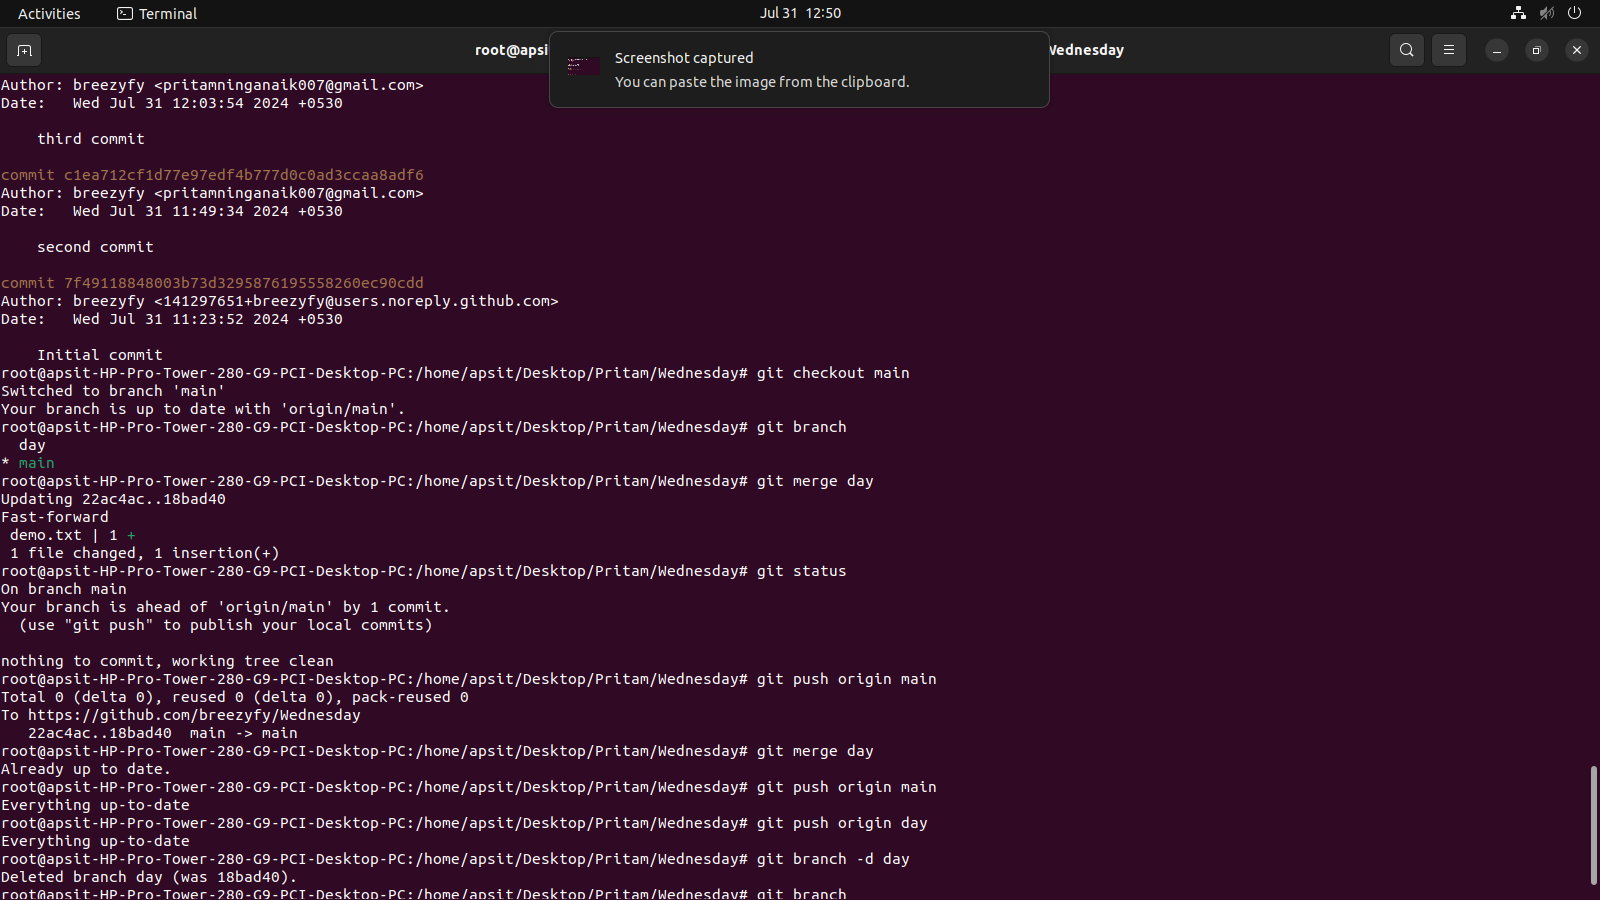 Activities
Terminal
Jul 31 12:50
root@apsi
Wednesday
Screenshot captured
You can paste the image from the clipboard.
Author: breezyfy <pritamninganaik007@gmail.com>
Date:   Wed Jul 31 12:03:54 2024 +0530
    third commit
commit c1ea712cf1d77e97edf4b777d0c0ad3ccaa8adf6
Author: breezyfy <pritamninganaik007@gmail.com>
Date:   Wed Jul 31 11:49:34 2024 +0530
    second commit
commit 7f49118848003b73d3295876195558260ec90cdd
Author: breezyfy <141297651+breezyfy@users.noreply.github.com>
Date:   Wed Jul 31 11:23:52 2024 +0530
    Initial commit
root@apsit-HP-Pro-Tower-280-G9-PCI-Desktop-PC:/home/apsit/Desktop/Pritam/Wednesday# git checkout main
Switched to branch 'main'
Your branch is up to date with 'origin/main'.
root@apsit-HP-Pro-Tower-280-G9-PCI-Desktop-PC:/home/apsit/Desktop/Pritam/Wednesday# git branch
  day
* main
root@apsit-HP-Pro-Tower-280-G9-PCI-Desktop-PC:/home/apsit/Desktop/Pritam/Wednesday# git merge day
Updating 22ac4ac..18bad40
Fast-forward
 demo.txt | 1 +
 1 file changed, 1 insertion(+)
root@apsit-HP-Pro-Tower-280-G9-PCI-Desktop-PC:/home/apsit/Desktop/Pritam/Wednesday# git status
On branch main
Your branch is ahead of 'origin/main' by 1 commit.
  (use "git push" to publish your local commits)
nothing to commit, working tree clean
root@apsit-HP-Pro-Tower-280-G9-PCI-Desktop-PC:/home/apsit/Desktop/Pritam/Wednesday# git push origin main
Total 0 (delta 0), reused 0 (delta 0), pack-reused 0
To https://github.com/breezyfy/Wednesday
   22ac4ac..18bad40  main -> main
root@apsit-HP-Pro-Tower-280-G9-PCI-Desktop-PC:/home/apsit/Desktop/Pritam/Wednesday# git merge day
Already up to date.
root@apsit-HP-Pro-Tower-280-G9-PCI-Desktop-PC:/home/apsit/Desktop/Pritam/Wednesday# git push origin main
Everything up-to-date
root@apsit-HP-Pro-Tower-280-G9-PCI-Desktop-PC:/home/apsit/Desktop/Pritam/Wednesday# git push origin day
Everything up-to-date
root@apsit-HP-Pro-Tower-280-G9-PCI-Desktop-PC:/home/apsit/Desktop/Pritam/Wednesday# git branch -d day
Deleted branch day (was 18bad40).
root@apsit-HP-Pro-Tower-280-G9-PCI-Desktop-PC:/home/apsit/Desktop/Pritam/Wednesday# git branch